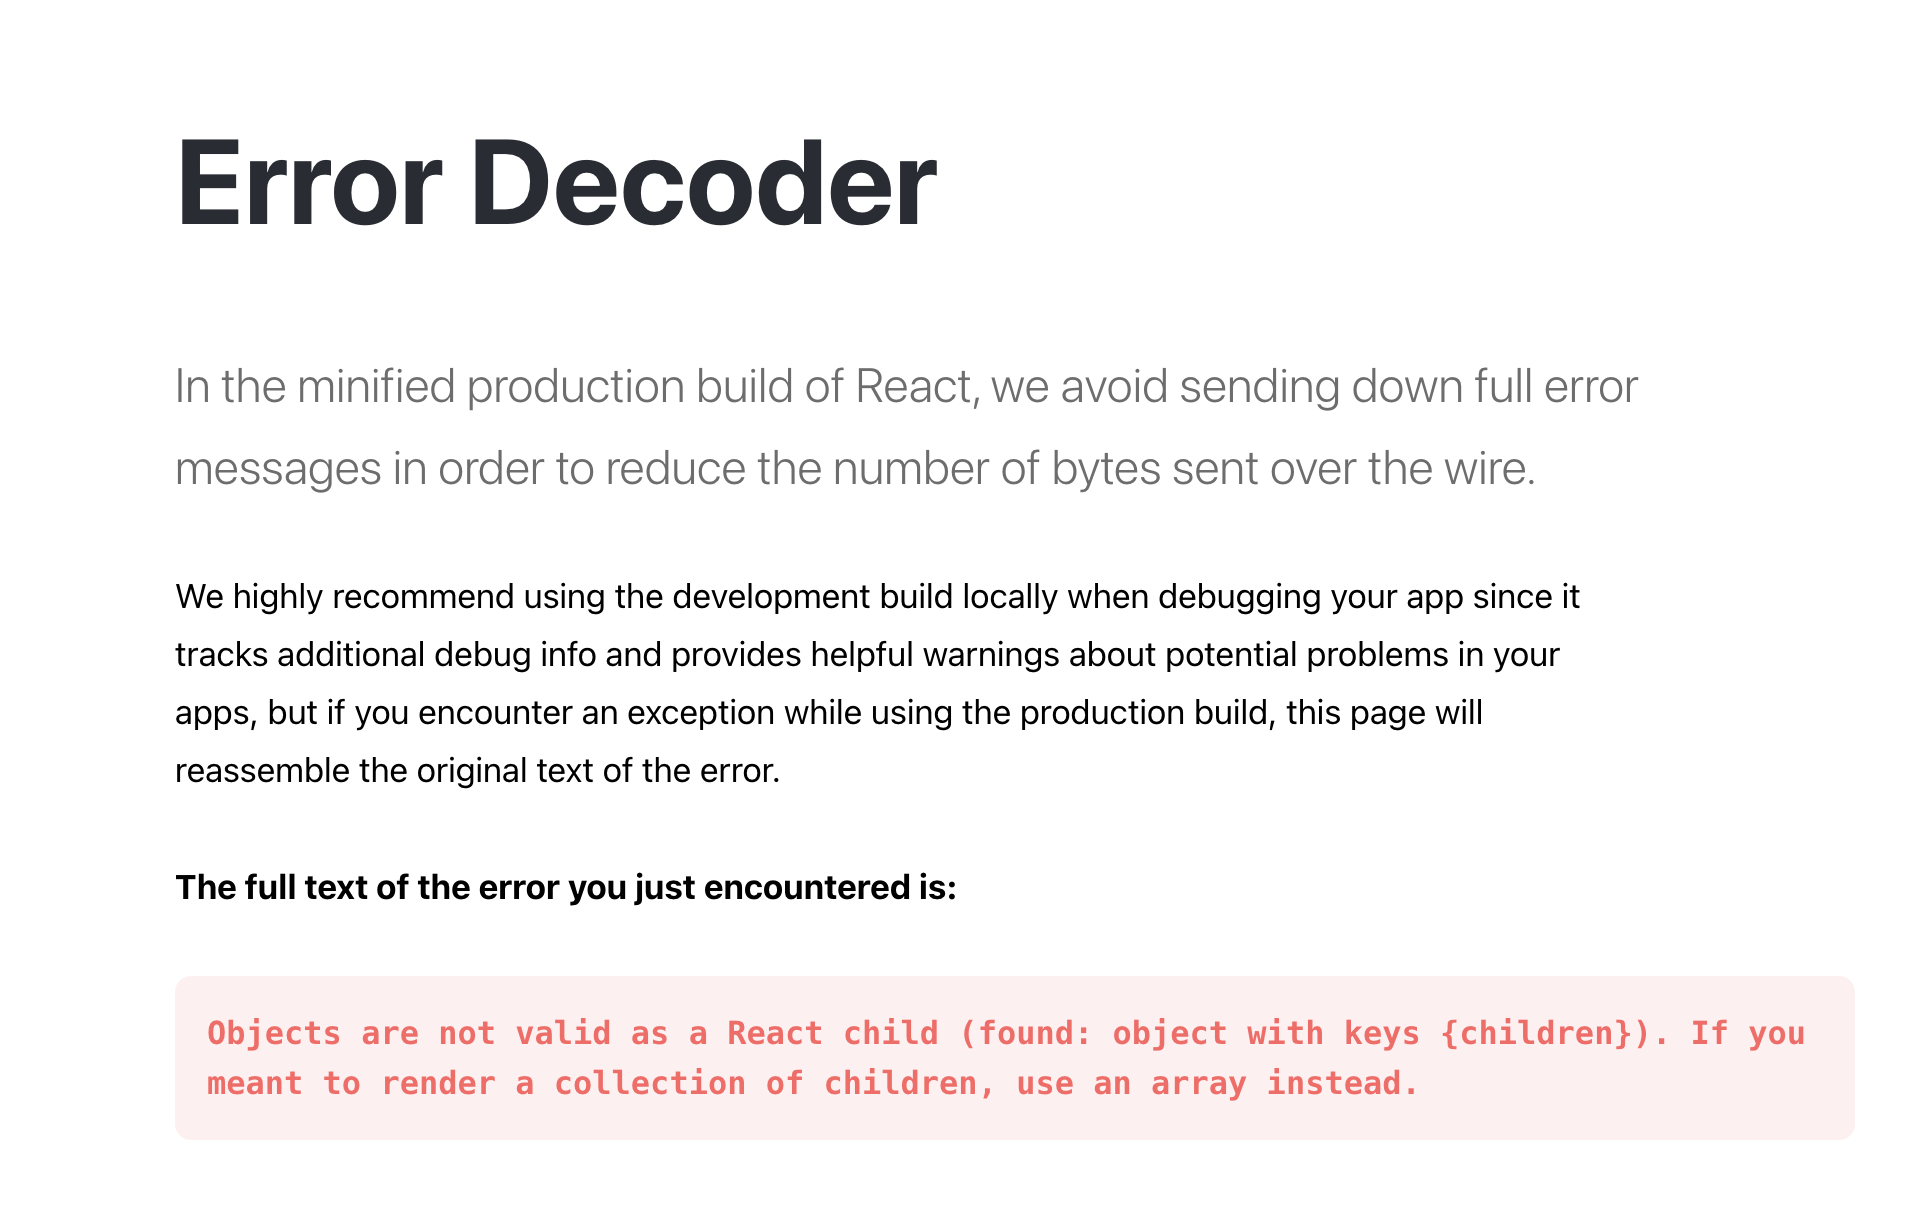 Error Decoder
In the minified production build of React, we avoid sending down full error
messages in order to reduce the number of bytes sent over the wire.
We highly recommend using the development build locally when debugging your app since it
tracks additional debug info and provides helpful warnings about potential problems in your
apps, but if you encounter an exception while using the production build, this page will
reassemble the original text of the error.
The full text of the error you just encountered is:
Objects are not valid as a React child (found: object with keys {children}). If you
meant to render a collection of children, use an array instead.